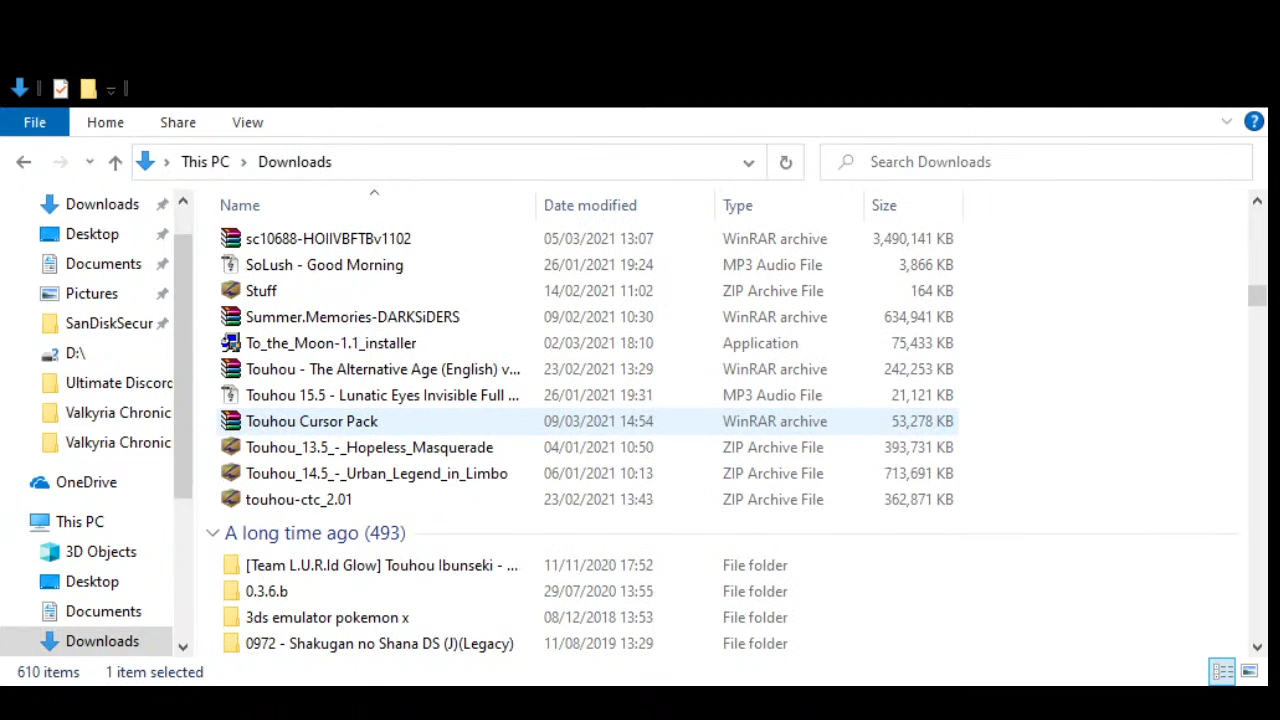 File Home Share View
This PC > Downloads
Search Downloads
Name Date modified Type Size
Downloads
Desktop
Documents
Pictures
SanDiskSecur
D:\
Ultimate Discord
Valkyria Chronic
Valkyria Chronic
OneDrive
This PC
3D Objects
Desktop
Documents
Downloads
sc10688-HOIIVBFTBv1102 05/03/2021 13:07 WinRAR archive 3,490,141 KB
SoLush - Good Morning 26/01/2021 19:24 MP3 Audio File 3,866 KB
Stuff 14/02/2021 11:02 ZIP Archive File 164 KB
Summer.Memories-DARKSiDERS 09/02/2021 10:30 WinRAR archive 634,941 KB
To_the_Moon-1.1_installer 02/03/2021 18:10 Application 75,433 KB
Touhou - The Alternative Age (English) v... 23/02/2021 13:29 WinRAR archive 242,253 KB
Touhou 15.5 - Lunatic Eyes Invisible Full ... 26/01/2021 19:31 MP3 Audio File 21,121 KB
Touhou Cursor Pack 09/03/2021 14:54 WinRAR archive 53,278 KB
Touhou_13.5_-_Hopeless_Masquerade 04/01/2021 10:50 ZIP Archive File 393,731 KB
Touhou_14.5_-_Urban_Legend_in_Limbo 06/01/2021 10:13 ZIP Archive File 713,691 KB
touhou-ctc_2.01 23/02/2021 13:43 ZIP Archive File 362,871 KB
A long time ago (493)
[Team L.U.R.Id Glow] Touhou Ibunseki - ... 11/11/2020 17:52 File folder
0.3.6.b 29/07/2020 13:55 File folder
3ds emulator pokemon x 08/12/2018 13:53 File folder
0972 - Shakugan no Shana DS (J)(Legacy) 11/08/2019 13:29 File folder
610 items 1 item selected